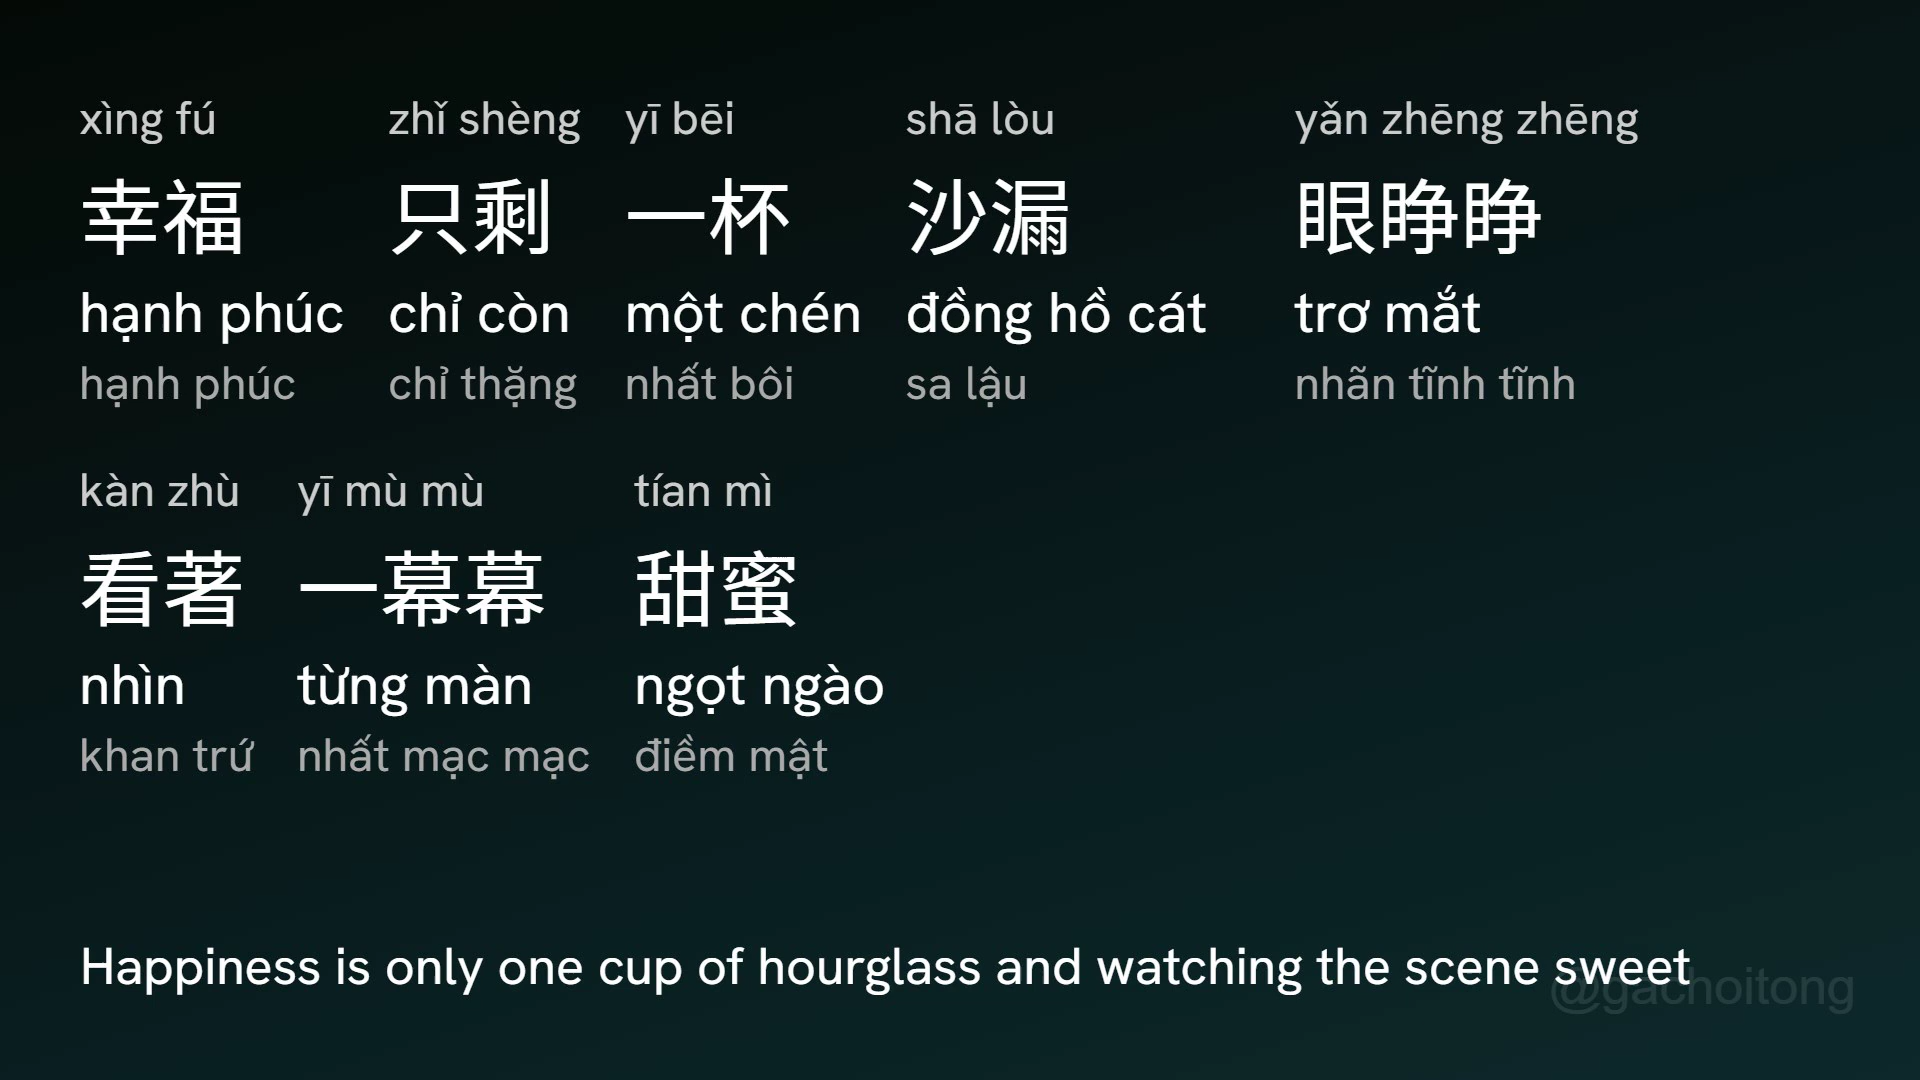 xìng fú zhǐ shèng yī bēi shā lòu yǎn zhēng zhēng
幸福 只剩 一杯 沙漏 眼睁睁
hạnh phúc chỉ còn một chén đồng hồ cát trơ mắt
hạnh phúc chỉ thặng nhất bôi sa lậu nhãn tĩnh tĩnh
kàn zhù yī mù mù tían mì
看著 一幕幕 甜蜜
nhìn từng màn ngọt ngào
khan trứ nhất mạc mạc điềm mật
Happiness is only one cup of hourglass and watching the scene sweet
@gachoitong